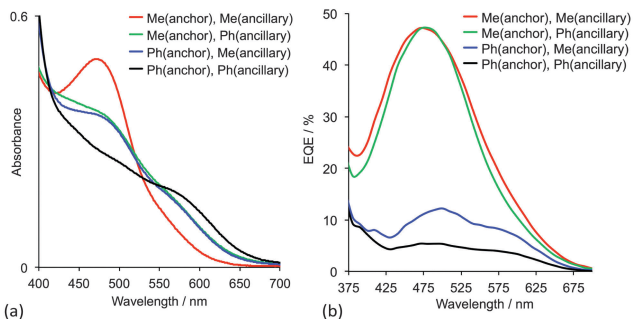 0.6
0
Absorbance
400 450 500 550 600 650 700
Wavelength / nm
Me(anchor), Me(ancillary)
Me(anchor), Ph(ancillary)
Ph(anchor), Me(ancillary)
Ph(anchor), Ph(ancillary)
(a)
50
40
30
20
10
0
EQE / %
375 425 475 525 575 625 675
Wavelength / nm
Me(anchor), Me(ancillary)
Me(anchor), Ph(ancillary)
Ph(anchor), Me(ancillary)
Ph(anchor), Ph(ancillary)
(b)